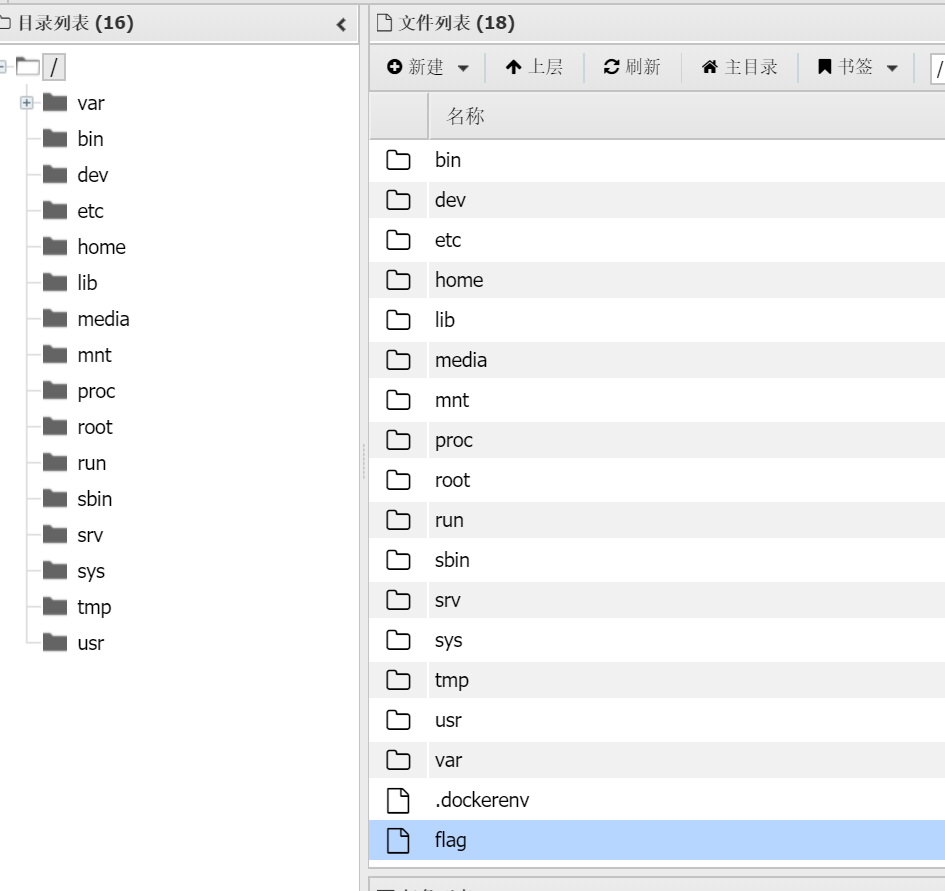 目录列表 (16)
/
var
bin
dev
etc
home
lib
media
mnt
proc
root
run
sbin
srv
sys
tmp
usr
文件列表 (18)
新建 上层 刷新 主目录 书签 /
名称
bin
dev
etc
home
lib
media
mnt
proc
root
run
sbin
srv
sys
tmp
usr
var
.dockerenv
flag